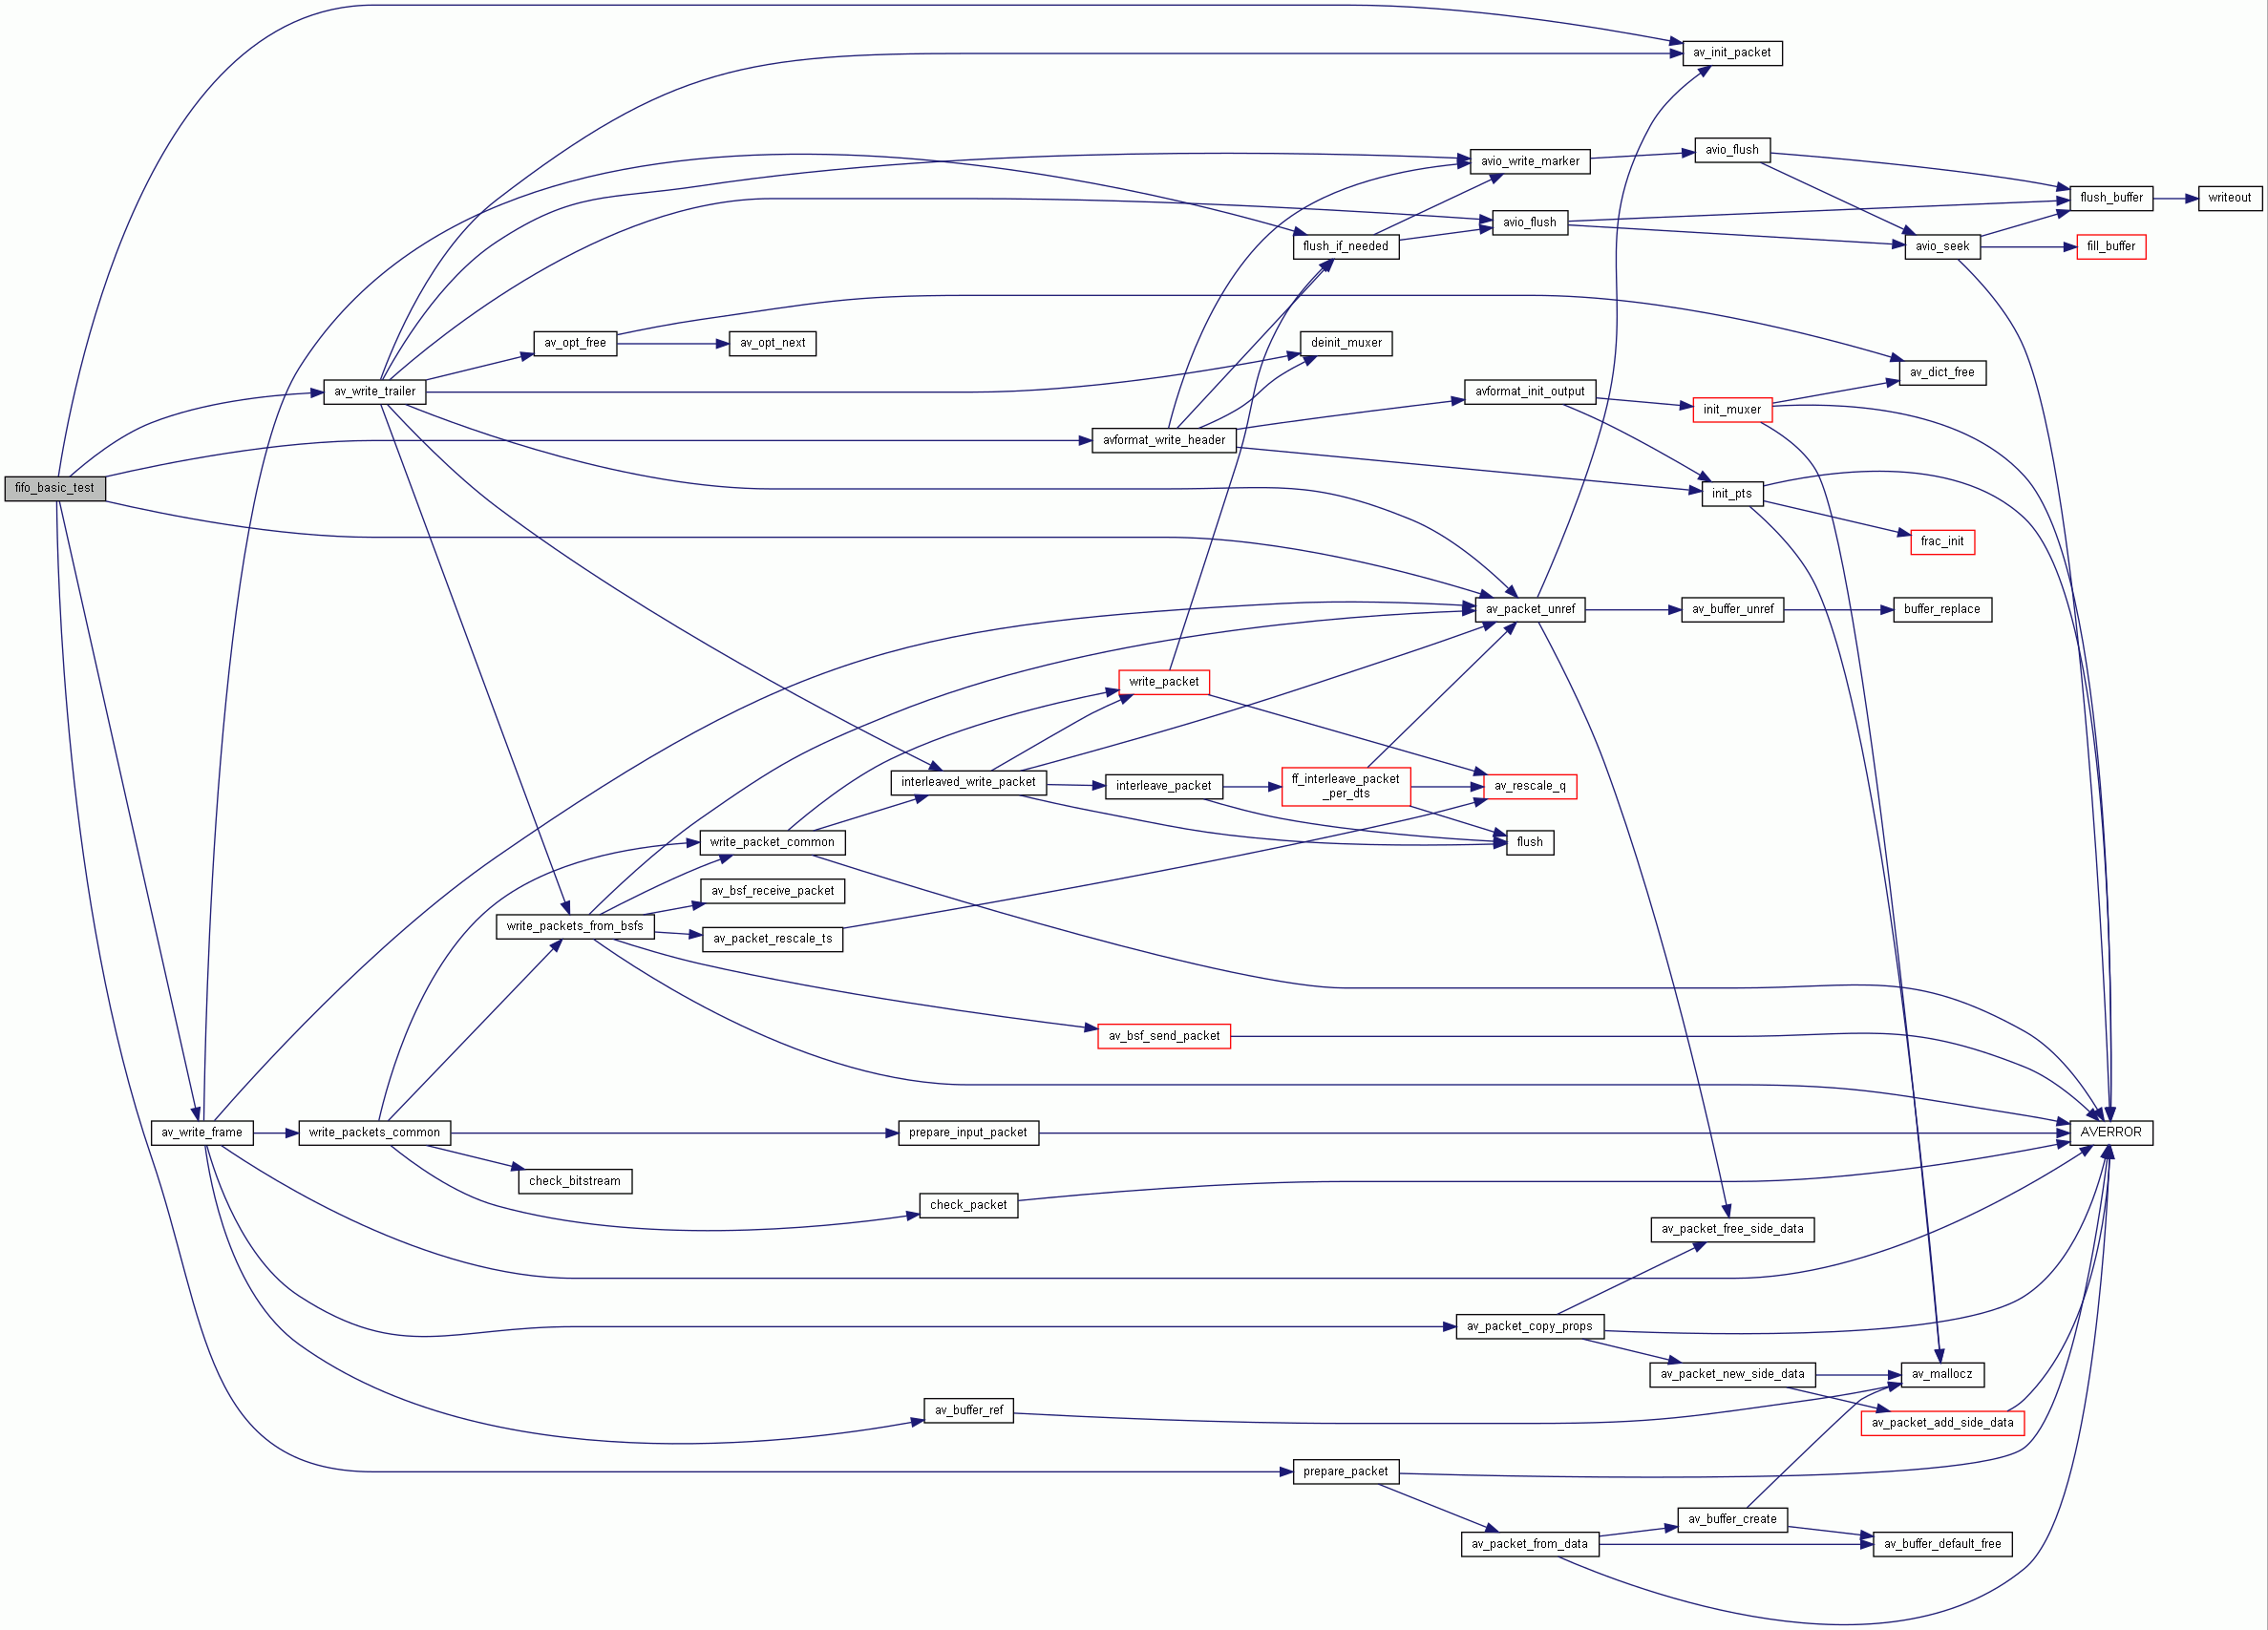 av_init_packet
avio_flush
avio_write_marker
flush_buffer
writeout
avio_flush
flush_if_needed
avio_seek
fill_buffer
av_opt_free
av_opt_next
deinit_muxer
av_dict_free
av_write_trailer
avformat_init_output
init_muxer
avformat_write_header
fifo_basic_test
init_pts
frac_init
av_packet_unref
av_buffer_unref
buffer_replace
write_packet
interleaved_write_packet
interleave_packet
ff_interleave_packet
_per_dts
av_rescale_q
write_packet_common
flush
av_bsf_receive_packet
write_packets_from_bsfs
av_packet_rescale_ts
av_bsf_send_packet
av_write_frame
write_packets_common
prepare_input_packet
AVERROR
check_bitstream
check_packet
av_packet_free_side_data
av_packet_copy_props
av_packet_new_side_data
av_mallocz
av_buffer_ref
av_packet_add_side_data
prepare_packet
av_buffer_create
av_packet_from_data
av_buffer_default_free